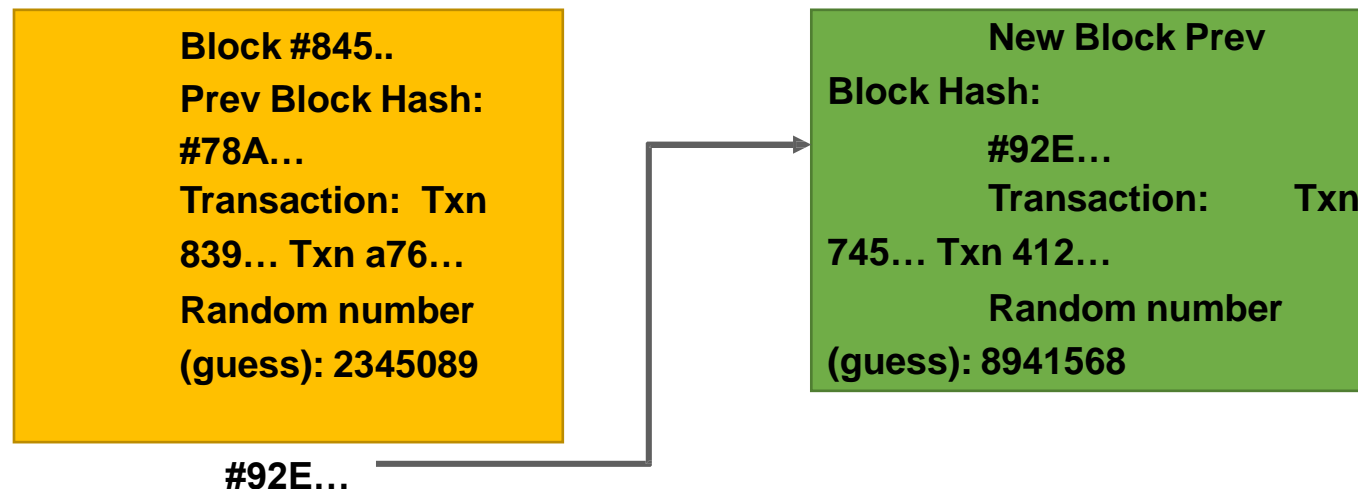 Block #845..
Prev Block Hash:
#78A…
Transaction: Txn
839… Txn a76…
Random number
(guess): 2345089
#92E…
New Block Prev
Block Hash:
#92E…
Transaction: Txn
745… Txn 412…
Random number
(guess): 8941568